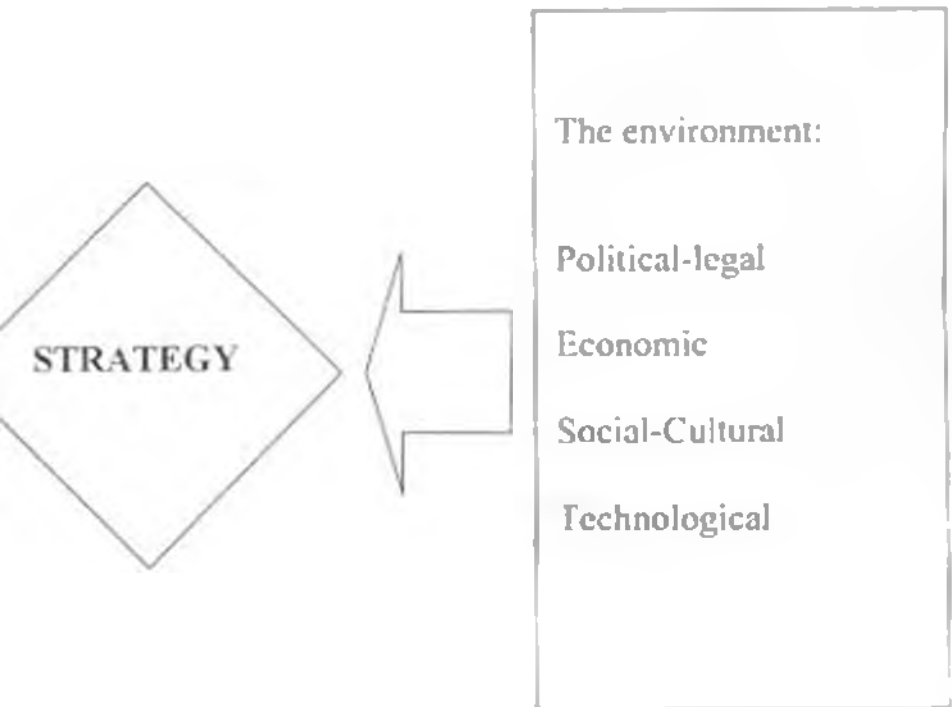 STRATEGY
The environment:
Political-legal
Economic
Social-Cultural
Technological